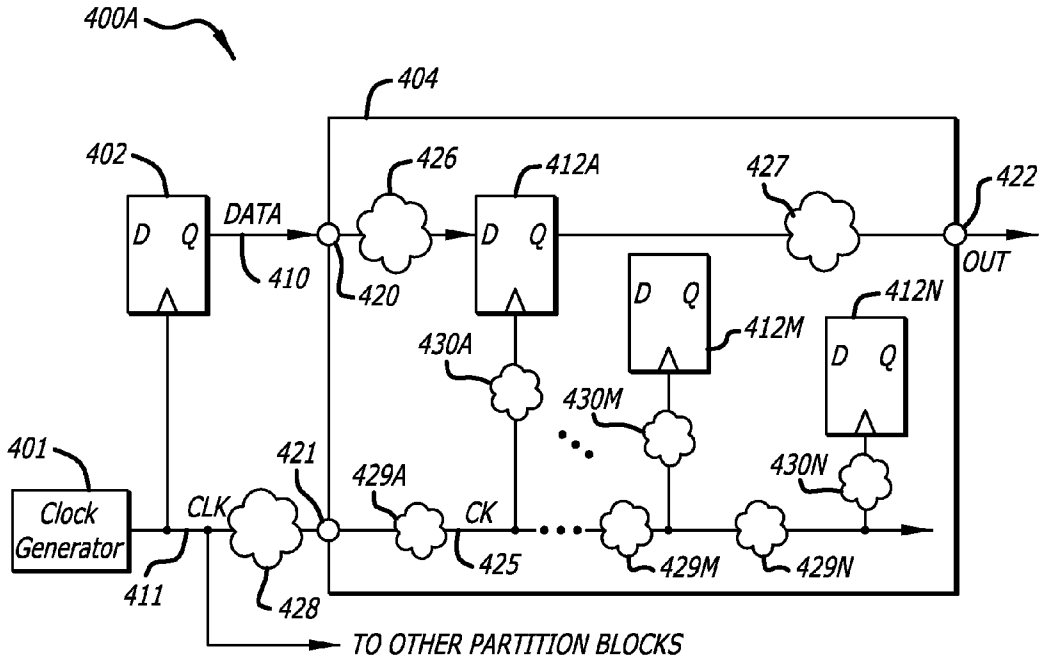 400A
404
402
426
412A
427
422
D Q
DATA
D Q
410
420
OUT
D Q
412N
412M
430A
D Q
430M
401
421
429A
430N
Clock
Generator
CLK
CK
411
428
425
429M
429N
TO OTHER PARTITION BLOCKS